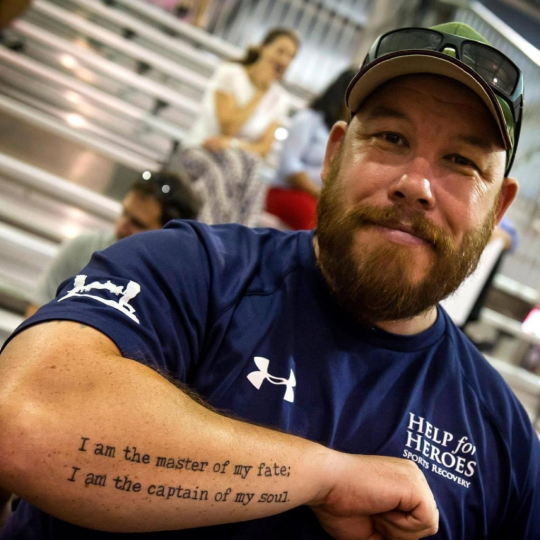 I am the master of my fate;
I am the captain of my soul.
HELP for
HEROES
SPORTS RECOVERY